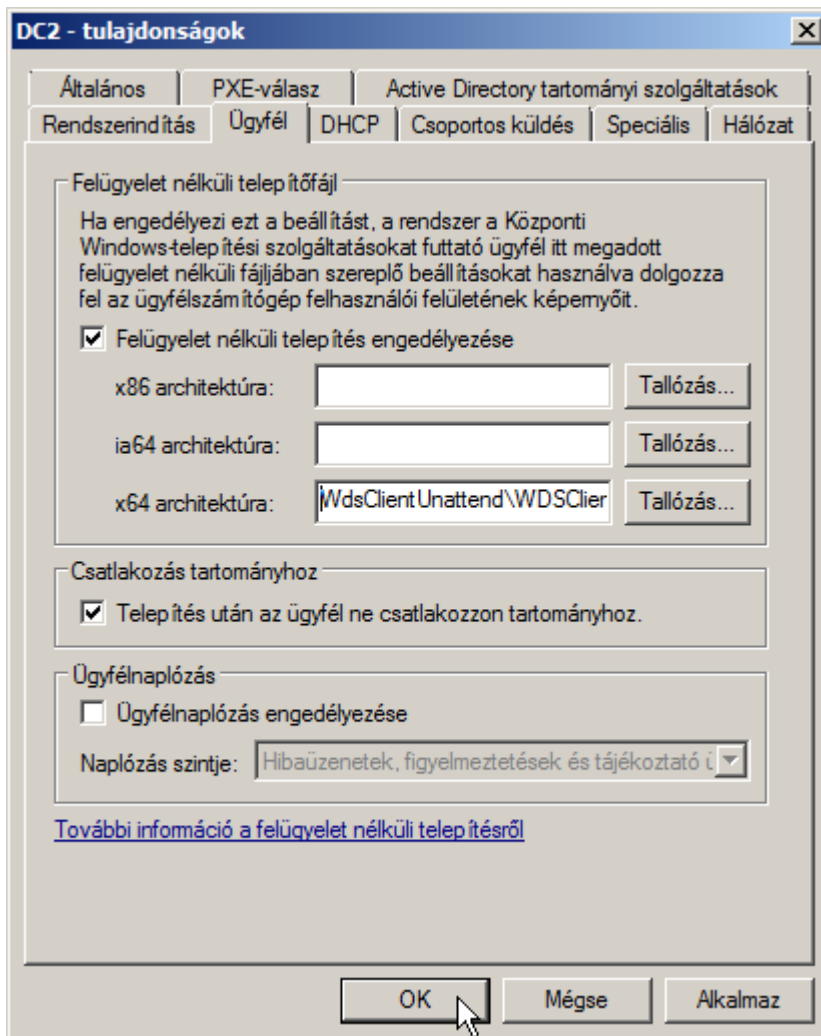 DC2 - tulajdonságok
Általános PXE-válasz Active Directory tartományi szolgáltatások
Rendszerindítás Ügyfél DHCP Csoportos küldés Speciális Hálózat
Felügyelet nélküli telepítőfájl
Ha engedélyezi ezt a beállítást, a rendszer a Központi
Windows-telepítési szolgáltatásokat futtató ügyfél itt megadott
felügyelet nélküli fájljában szereplő beállításokat használva dolgozza
fel az ügyfélszámítógép felhasználói felületének képernyőit.
Felügyelet nélküli telepítés engedélyezése
x86 architektúra: Tallózás...
ia64 architektúra: Tallózás...
x64 architektúra: WdsClientUnattend\WDSClier Tallózás...
Csatlakozás tartományhoz
Telepítés után az ügyfél ne csatlakozzon tartományhoz.
Ügyfélnaplózás
Ügyfélnaplózás engedélyezése
Naplózás szintje: Hibaüzenetek, figyelmeztetések és tájékoztató ü
További információ a felügyelet nélküli telepítésről
OK Mégse Alkalmaz